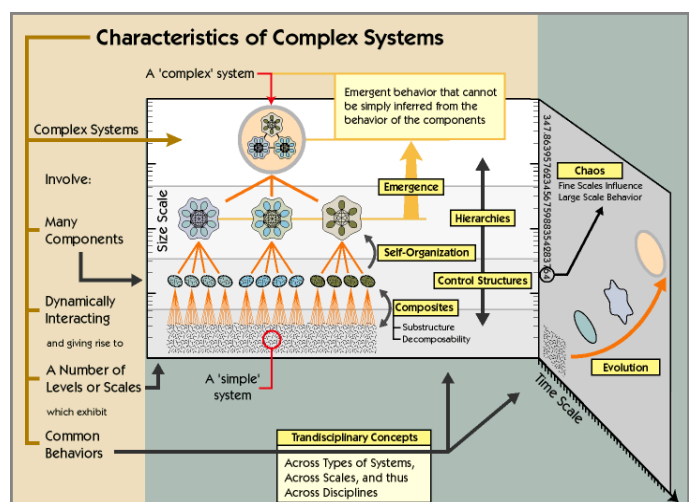 Characteristics of Complex Systems
A 'complex' system
Emergent behavior that cannot
be simply inferred from the
behavior of the components
Complex Systems
Involve:
Many
Components
Dynamically
Interacting
and giving rise to
A Number of
Levels or Scales
which exhibit
Common
Behaviors
Size Scale
Emergence
Hierarchies
Self-Organization
Control Structures
Composites
Substructure
Decomposability
A 'simple'
system
Chaos
Fine Scales Influence
Large Scale Behavior
Evolution
Time Scale
Trandisciplinary Concepts
Across Types of Systems,
Across Scales, and thus
Across Disciplines